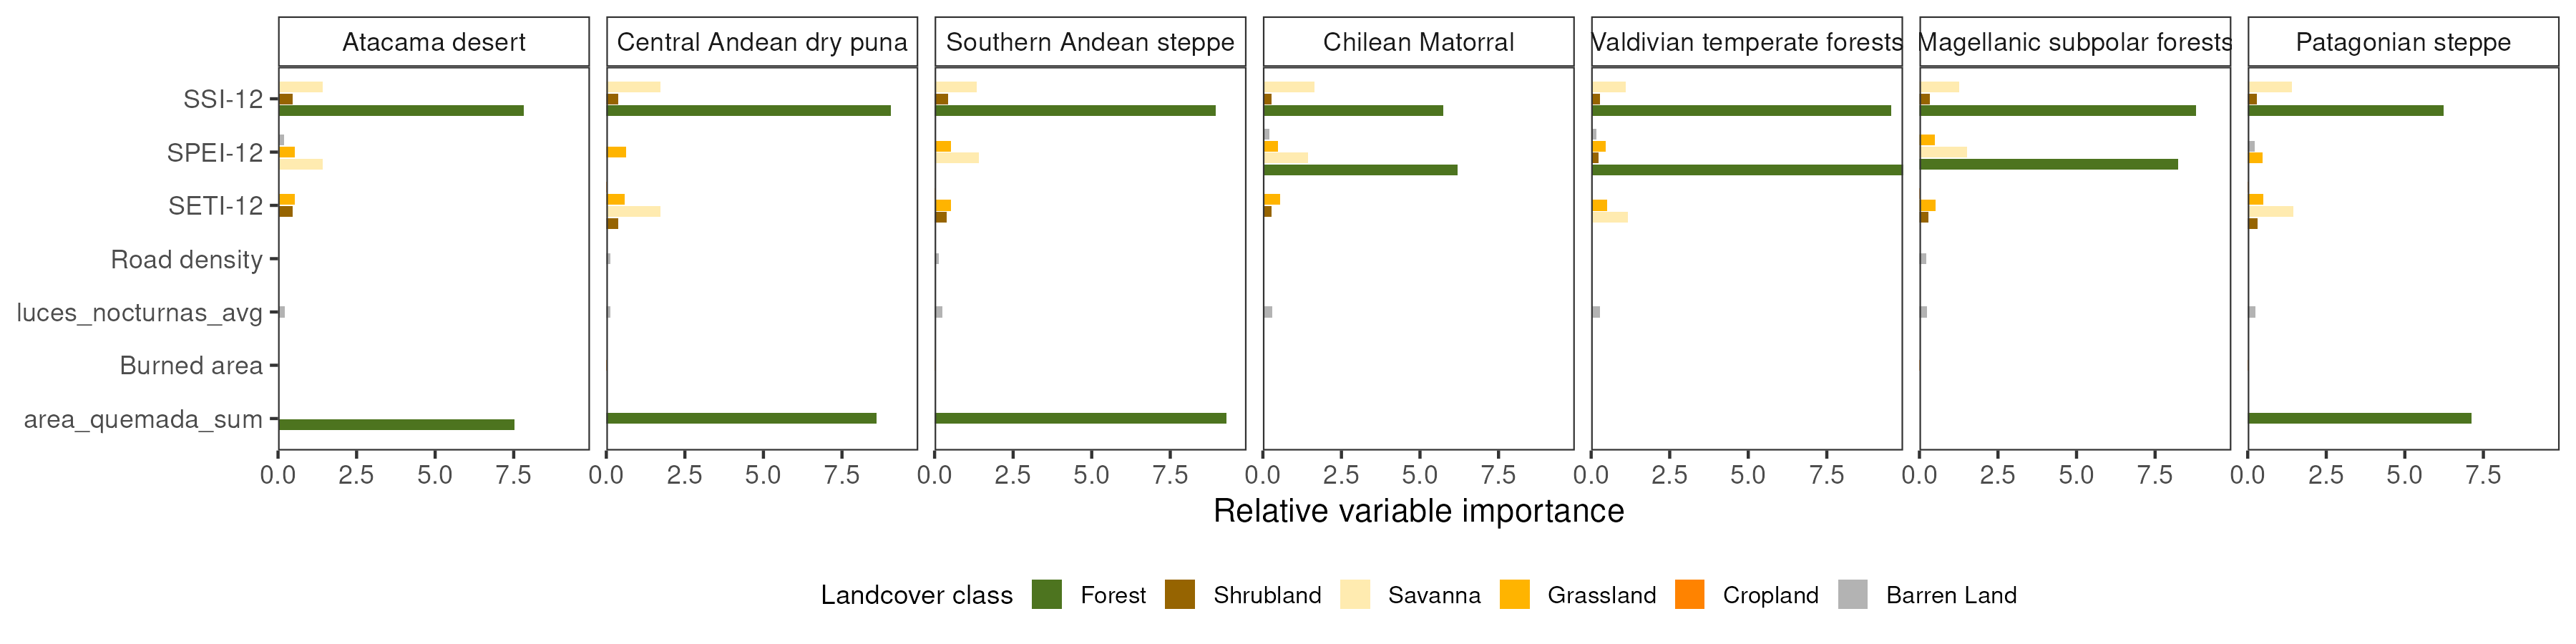 Atacama desert
Central Andean dry puna
Southern Andean steppe
Chilean Matorral
Valdivian temperate forests
Magellanic subpolar forests
Patagonian steppe
SSI-12
SPEI-12
SETI-12
Road density
luces_nocturnas_avg
Burned area
area_quemada_sum
0.0 2.5 5.0 7.5 0.0 2.5 5.0 7.5 0.0 2.5 5.0 7.5 0.0 2.5 5.0 7.5 0.0 2.5 5.0 7.5 0.0 2.5 5.0 7.5 0.0 2.5 5.0 7.5
Relative variable importance
Landcover class Forest Shrubland Savanna Grassland Cropland Barren Land